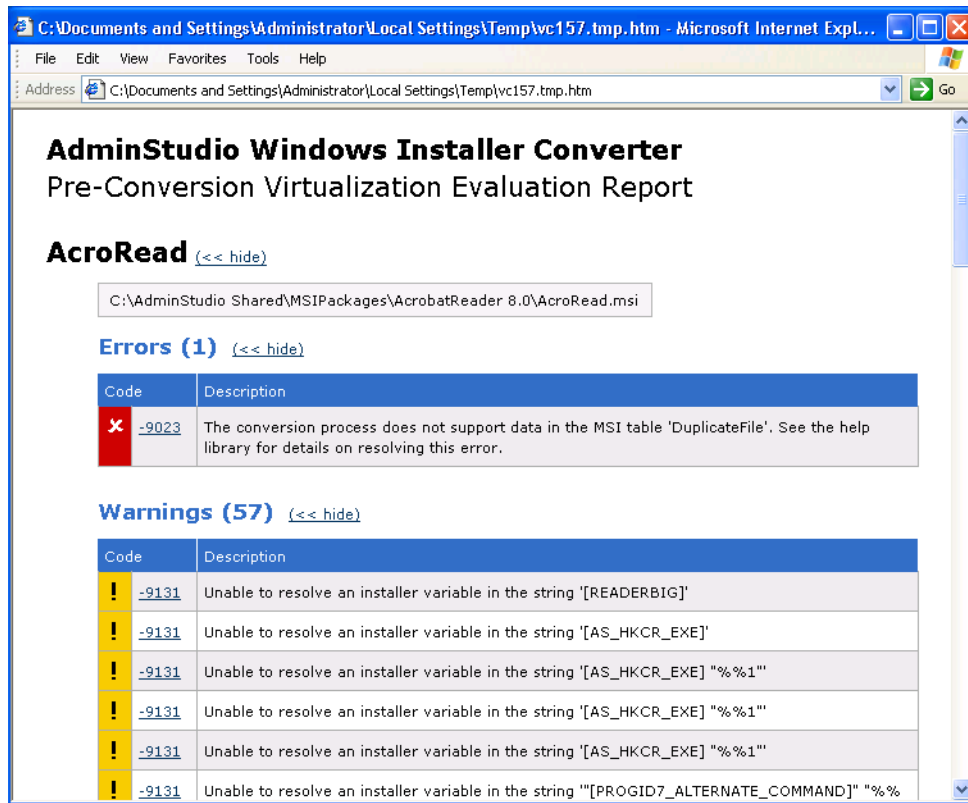 C:\Documents and Settings\Administrator\Local Settings\Temp\vc157.tmp.htm - Microsoft Internet Expl...
File Edit View Favorites Tools Help
Address C:\Documents and Settings\Administrator\Local Settings\Temp\vc157.tmp.htm Go
AdminStudio Windows Installer Converter
Pre-Conversion Virtualization Evaluation Report
AcroRead (<< hide)
C:\AdminStudio Shared\MSIPackages\AcrobatReader 8.0\AcroRead.msi
Errors (1) (<< hide)
Code Description
-9023 The conversion process does not support data in the MSI table 'DuplicateFile'. See the help
library for details on resolving this error.
Warnings (57) (<< hide)
Code Description
! -9131 Unable to resolve an installer variable in the string '[READERBIG]'
! -9131 Unable to resolve an installer variable in the string '[AS_HKCR_EXE]'
! -9131 Unable to resolve an installer variable in the string '[AS_HKCR_EXE] "%%1"'
! -9131 Unable to resolve an installer variable in the string '[AS_HKCR_EXE] "%%1"'
! -9131 Unable to resolve an installer variable in the string '[AS_HKCR_EXE] "%%1"'
! -9131 Unable to resolve an installer variable in the string '"[PROGID7_ALTERNATE_COMMAND]" "%%